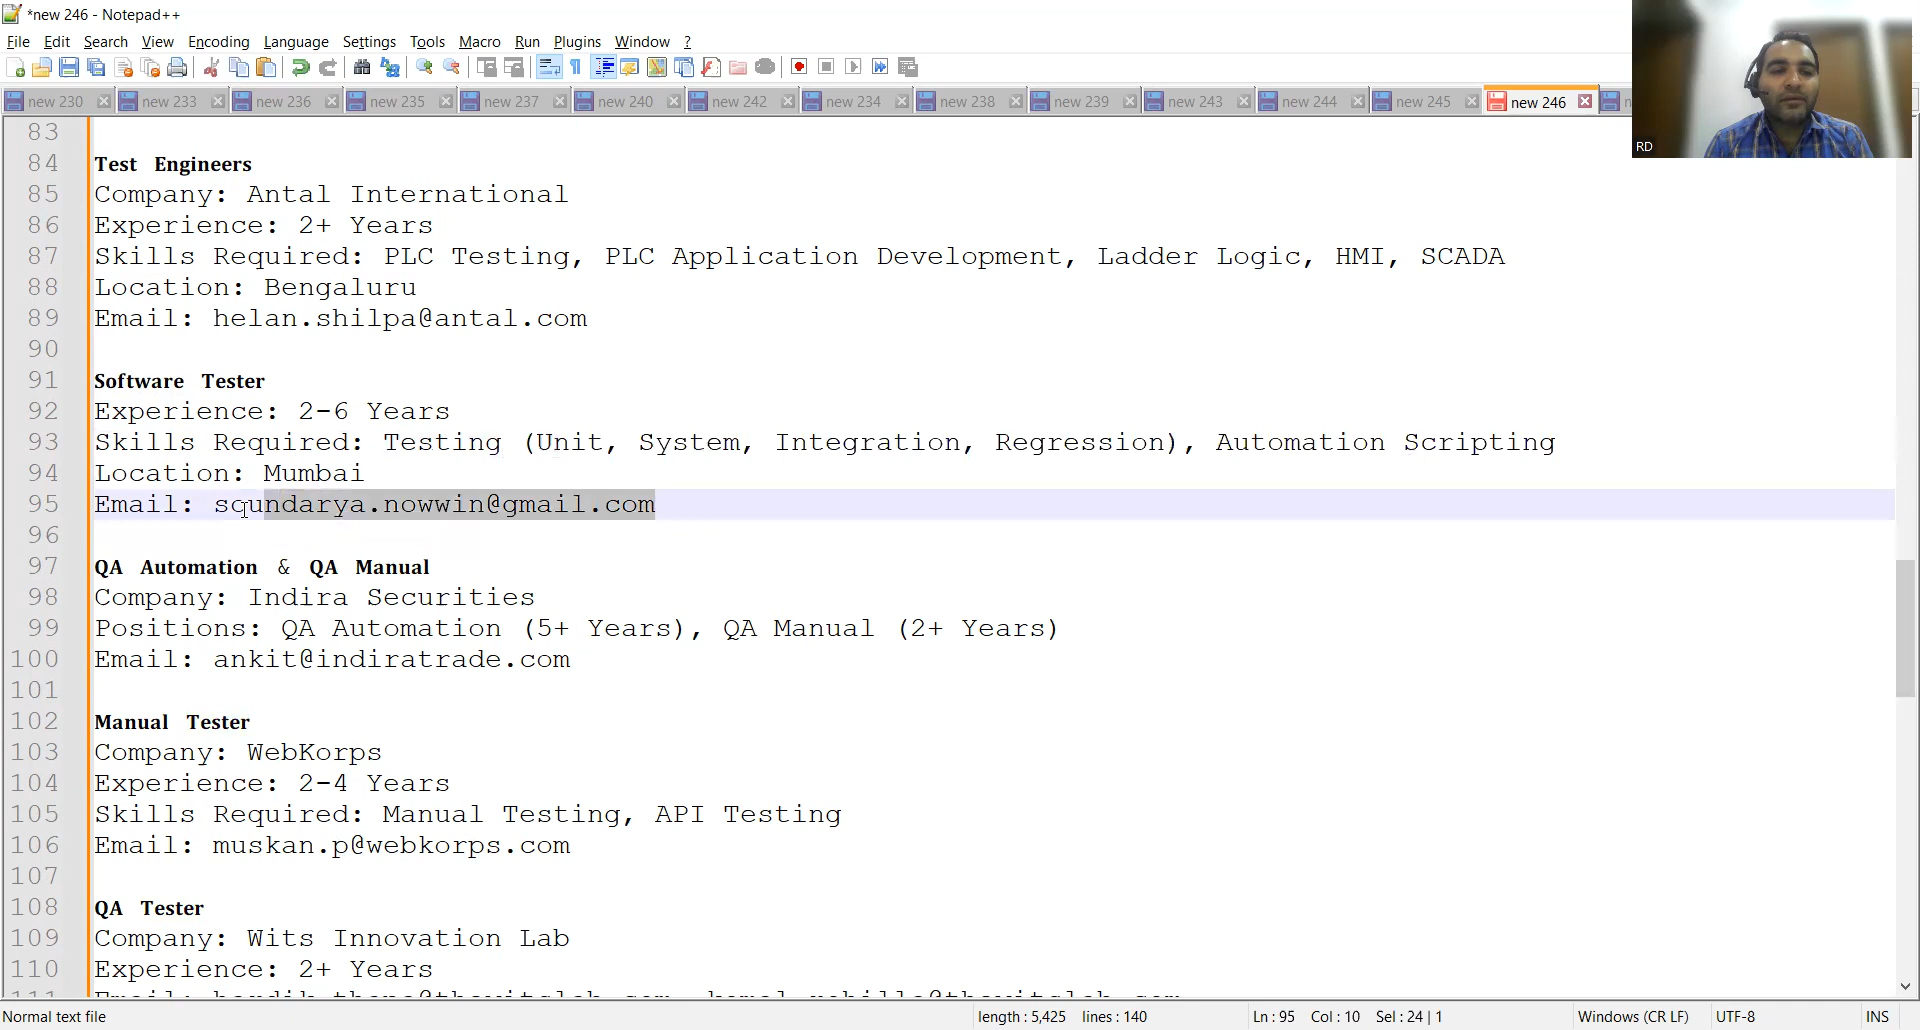 *new 246 - Notepad++
File Edit Search View Encoding Language Settings Tools Macro Run Plugins Window ?
new 230 new 233 new 236 new 235 new 237 new 240 new 242 new 234 new 238 new 239 new 243 new 244 new 245 new 246
RD
83
84 Test Engineers
85 Company: Antal International
86 Experience: 2+ Years
87 Skills Required: PLC Testing, PLC Application Development, Ladder Logic, HMI, SCADA
88 Location: Bengaluru
89 Email: helan.shilpa@antal.com
90
91 Software Tester
92 Experience: 2-6 Years
93 Skills Required: Testing (Unit, System, Integration, Regression), Automation Scripting
94 Location: Mumbai
95 Email: soundarya.nowwin@gmail.com
96
97 QA Automation & QA Manual
98 Company: Indira Securities
99 Positions: QA Automation (5+ Years), QA Manual (2+ Years)
100 Email: ankit@indiratrade.com
101
102 Manual Tester
103 Company: WebKorps
104 Experience: 2-4 Years
105 Skills Required: Manual Testing, API Testing
106 Email: muskan.p@webkorps.com
107
108 QA Tester
109 Company: Wits Innovation Lab
110 Experience: 2+ Years
Normal text file length : 5,425 lines : 140 Ln : 95 Col : 10 Sel : 24 | 1 Windows (CR LF) UTF-8 INS